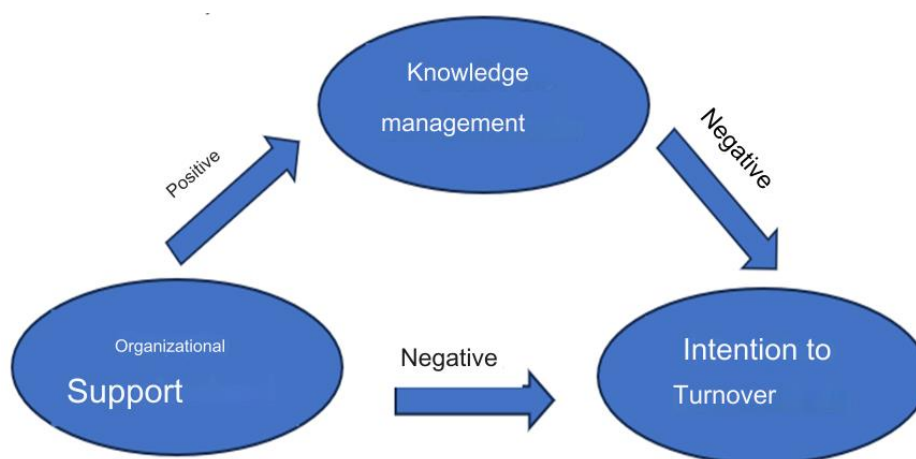 Knowledge
management
Positive
Negative
Organizational
Support
Negative
Intention to
Turnover